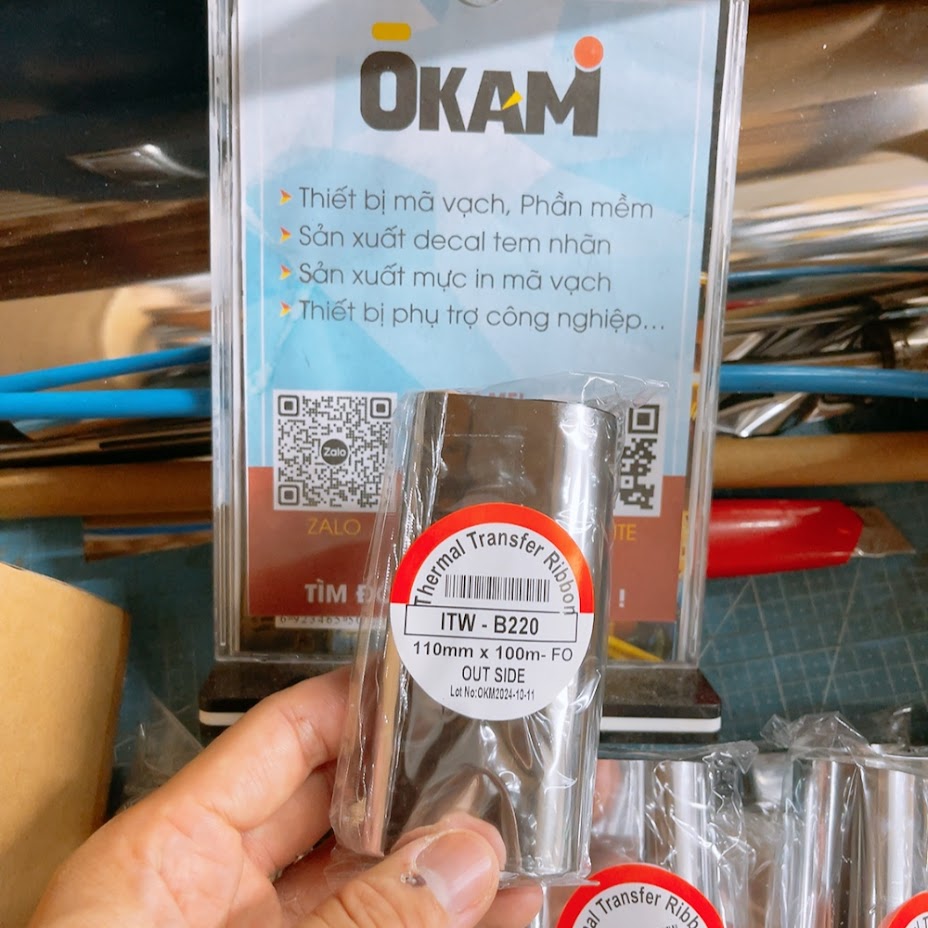 ŌKAM
Thiết bị mã vạch, Phần mềm
Sản xuất decal tem nhãn
Sản xuất mực in mã vạch
Thiết bị phụ trợ công nghiệp...
Zalo
ZALO
TÌM
!
Thermal Transfer Ribbon
ITW - B220
110mm x 100m- FO
OUT SIDE
Lot No:OKM2024-10-11
Thermal Transfer Ribbon